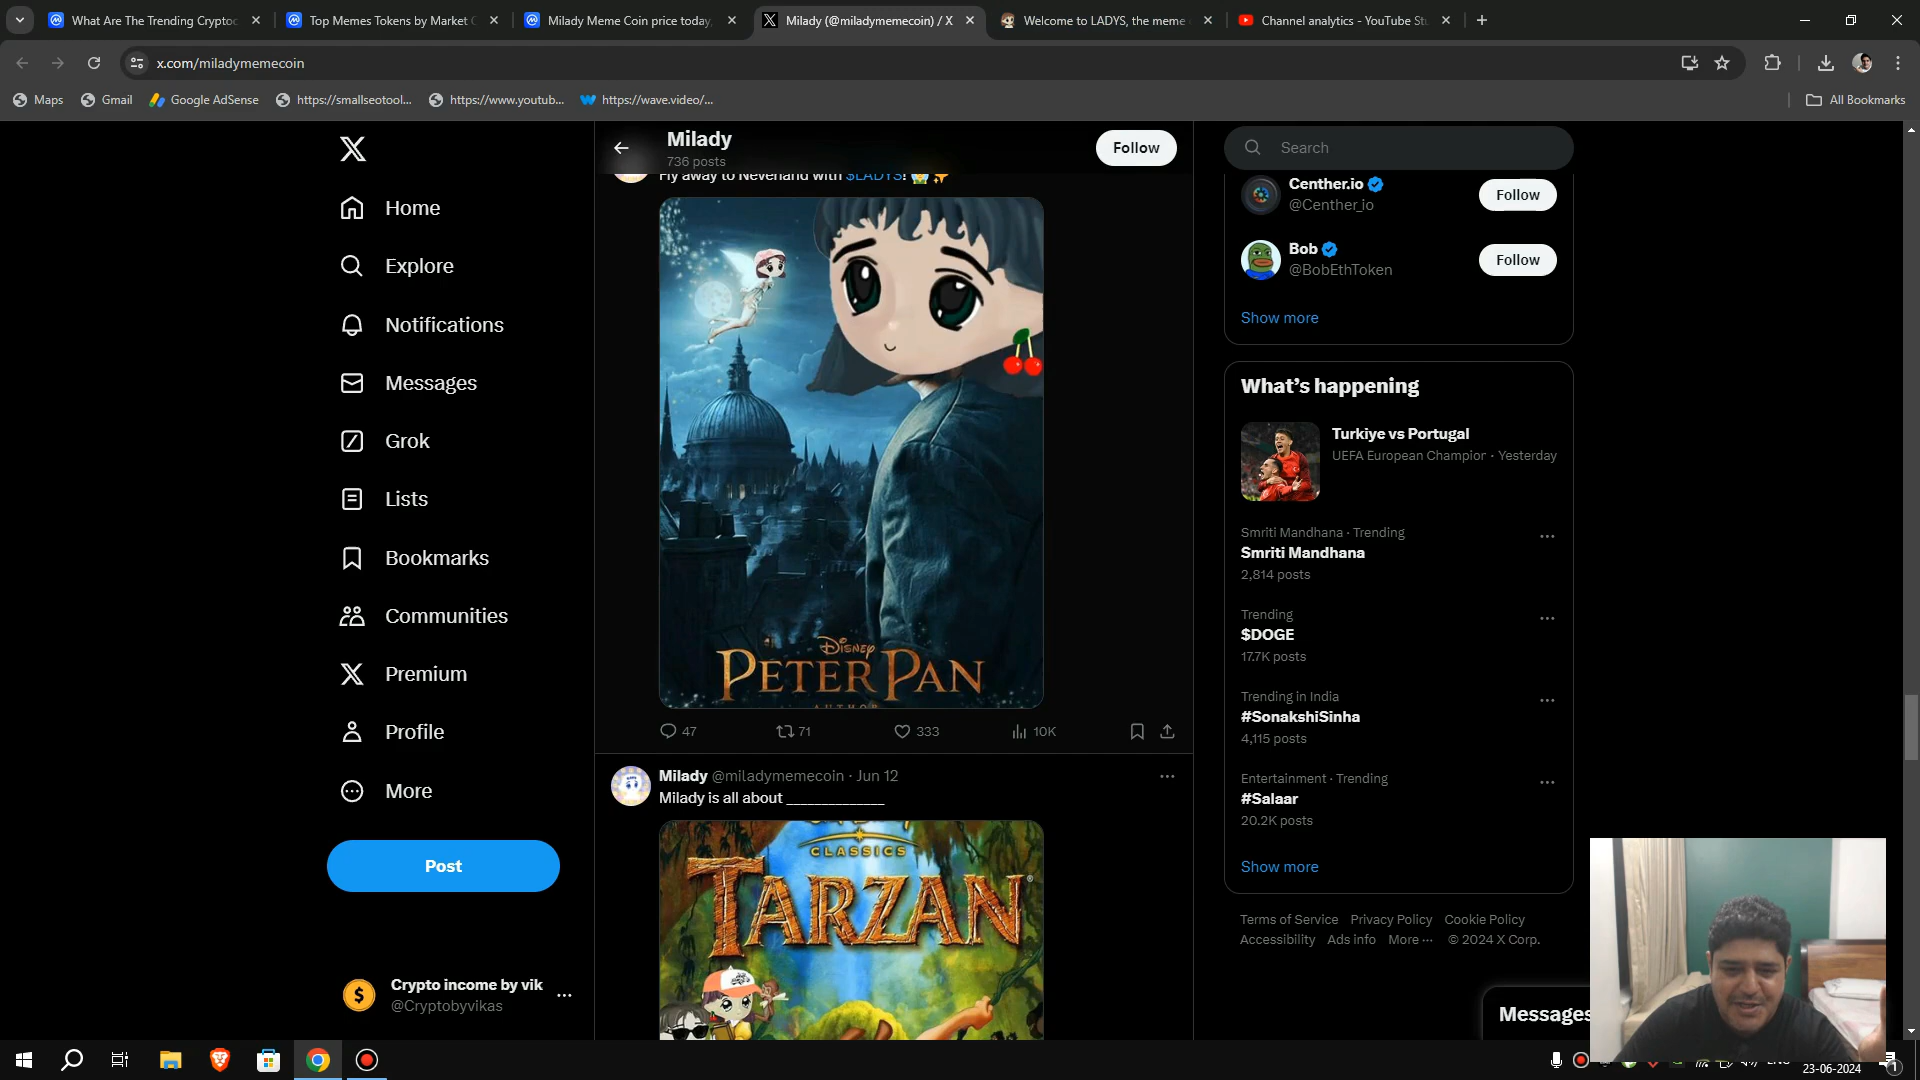 What Are The Trending Cryptoc
Top Memes Tokens by Market C
Milady Meme Coin price today,
Milady (@miladymemecoin) / X
Welcome to LADYS, the meme c
Channel analytics - YouTube Stu
x.com/miladymemecoin
Maps
Gmail
Google AdSense
https://smallseotool...
https://www.youtub...
https://wave.video/...
All Bookmarks
Home
Explore
Notifications
Messages
Grok
Lists
Bookmarks
Communities
Premium
Profile
More
Post
Crypto income by vik
@Cryptobyvikas
Milady
736 posts
Follow
Fly away to Neverland with $LADYS!
DISNEY
PETER PAN
47
71
333
10K
Milady @miladymemecoin · Jun 12
Milady is all about ______________
CLASSICS
TARZAN
Search
Centher.io
@Centher_io
Follow
Bob
@BobEthToken
Follow
Show more
What's happening
Turkiye vs Portugal
UEFA European Champior · Yesterday
Smriti Mandhana · Trending
Smriti Mandhana
2,814 posts
Trending
$DOGE
17.7K posts
Trending in India
#SonakshiSinha
4,115 posts
Entertainment · Trending
#Salaar
20.2K posts
Show more
Terms of Service Privacy Policy Cookie Policy
Accessibility Ads info More ··· © 2024 X Corp.
Messages
23-06-2024
1